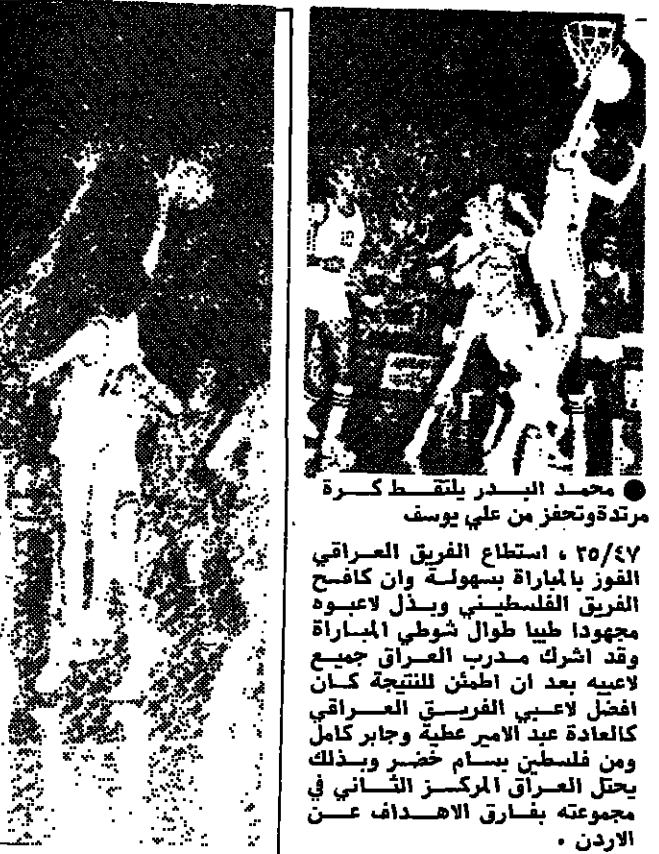 ● محمد البدر يلتقط كرة
مرتدة وتحفز من علي يوسف
٢٥/٤٧ ، استطاع الفريق العراقي
الفوز بالمباراة بسهولة وان كافح
الفريق الفلسطيني وبذل لاعبوه
مجهودا طيبا طوال شوطي المباراة
وقد اشرك مدرب العراق جميع
لاعبيه بعد ان اطمئن للنتيجة كان
افضل لاعبي الفريق العراقي
كالعادة عبد الامير عطية وجابر كامل
ومن فلسطين بسام خضر وبذلك
يحتل العراق المركز الثاني في
مجموعته بفارق الاهداف عن
الاردن .